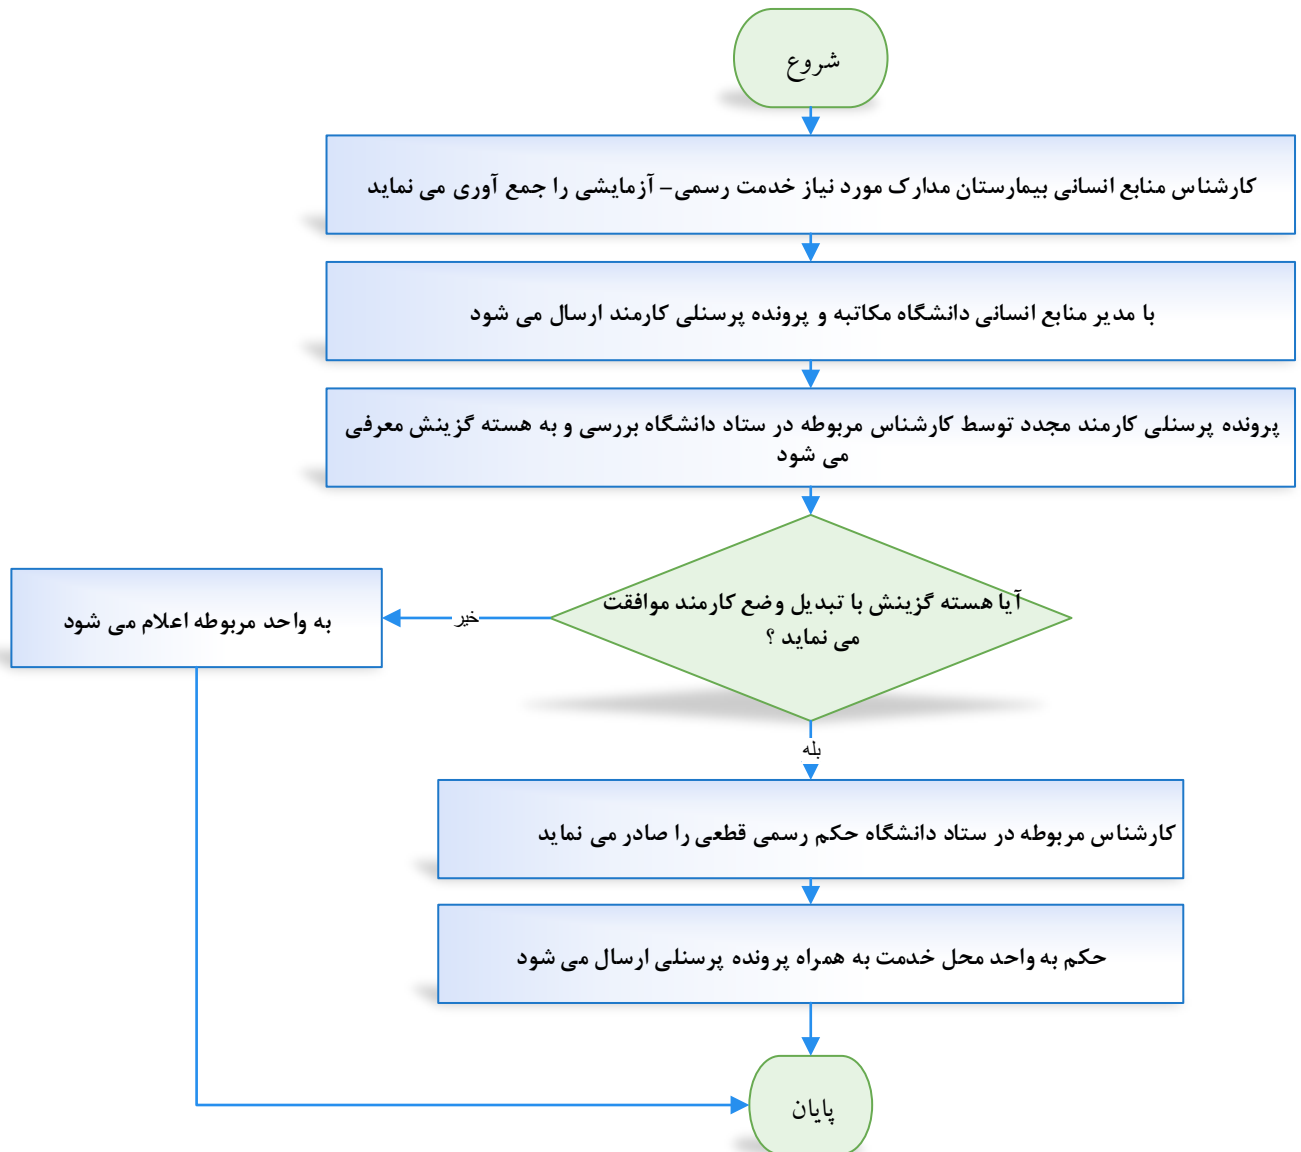 شروع
کارشناس منابع انسانی بیمارستان مدارک مورد نیاز خدمت رسمی- آزمایشی را جمع آوری می نماید
با مدیر منابع انسانی دانشگاه مکاتبه و پرونده پرسنلی کارمند ارسال می شود
پرونده پرسنلی کارمند مجدد توسط کارشناس مربوطه در ستاد دانشگاه بررسی و به هسته گزینش معرفی
می شود
آیا هسته گزینش با تبدیل وضع کارمند موافقت
می نماید ؟
خیر
به واحد مربوطه اعلام می شود
بله
کارشناس مربوطه در ستاد دانشگاه حکم رسمی قطعی را صادر می نماید
حکم به واحد محل خدمت به همراه پرونده پرسنلی ارسال می شود
پایان